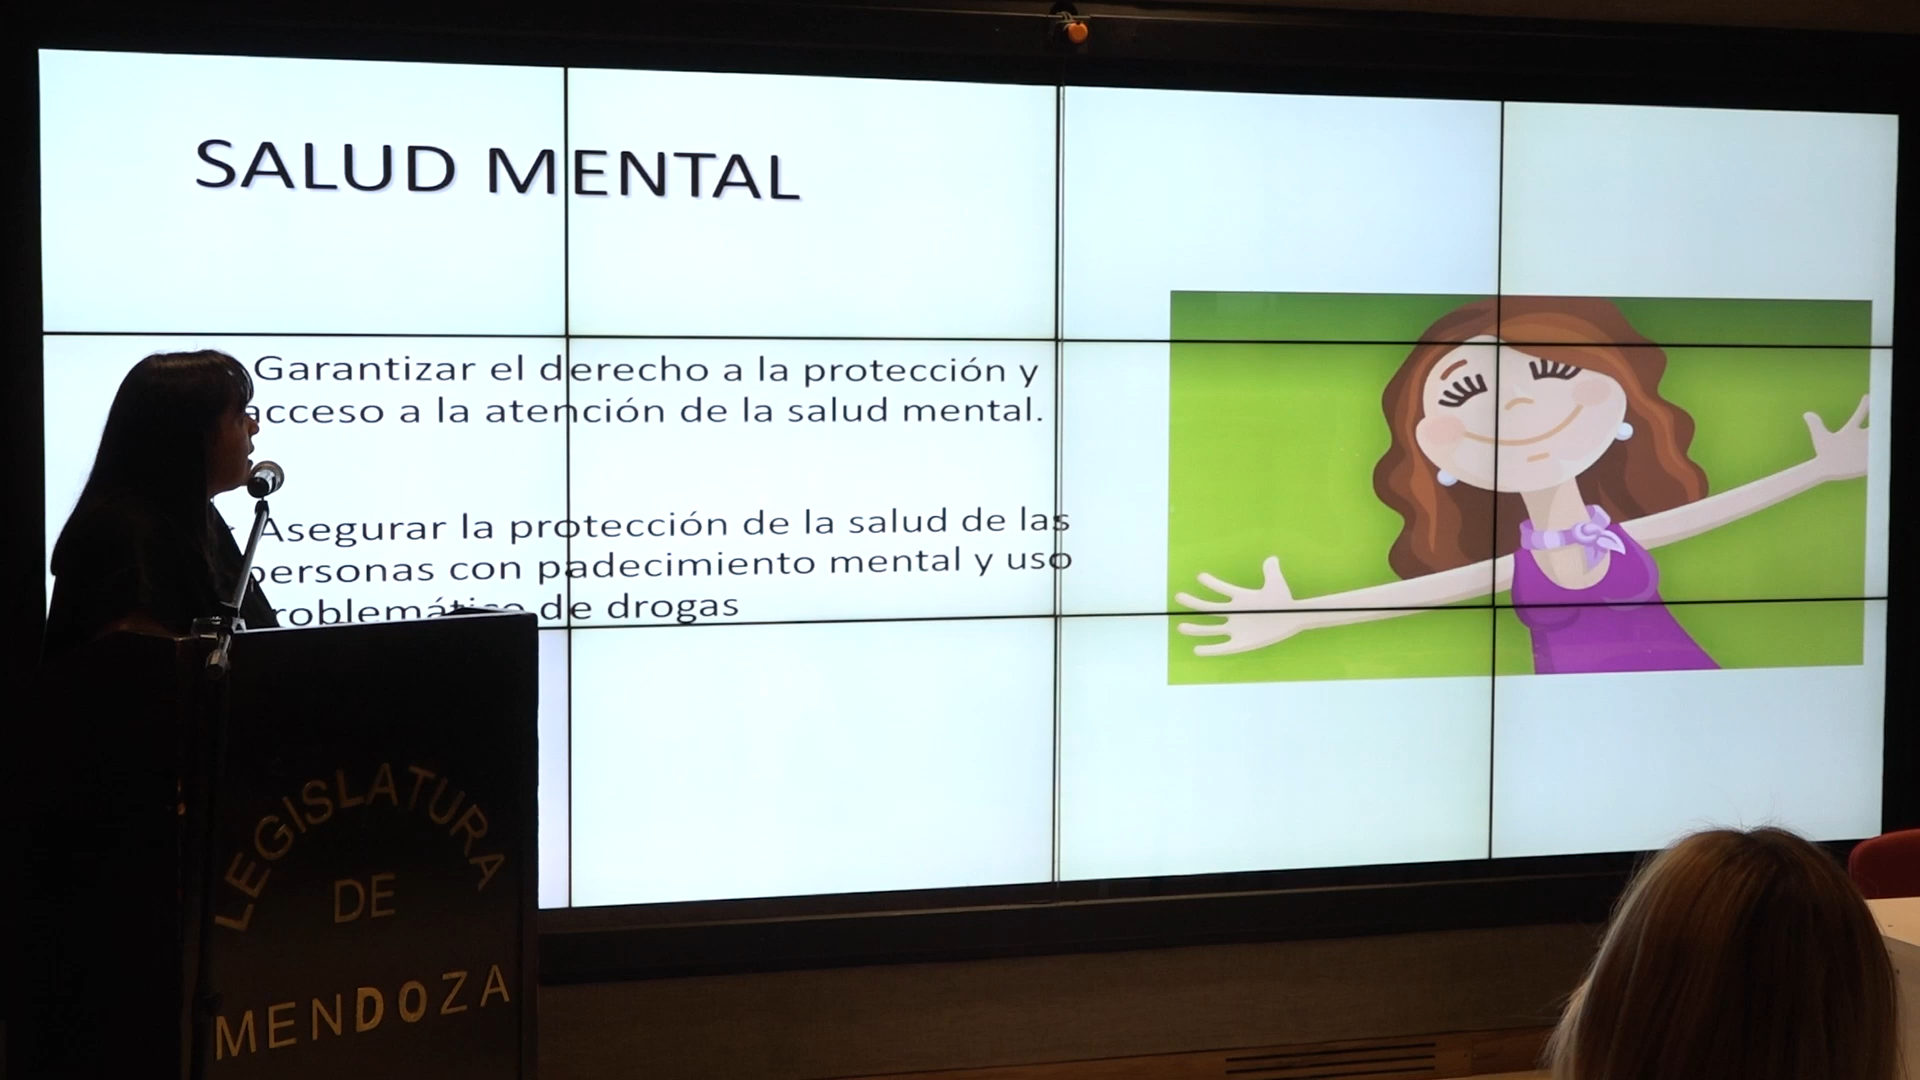 SALUD MENTAL
Garantizar el derecho a la protección y
acceso a la atención de la salud mental.
Asegurar la protección de la salud de las
personas con padecimiento mental y uso
roblemático de drogas
LEGISLATURA
DE
MENDOZA